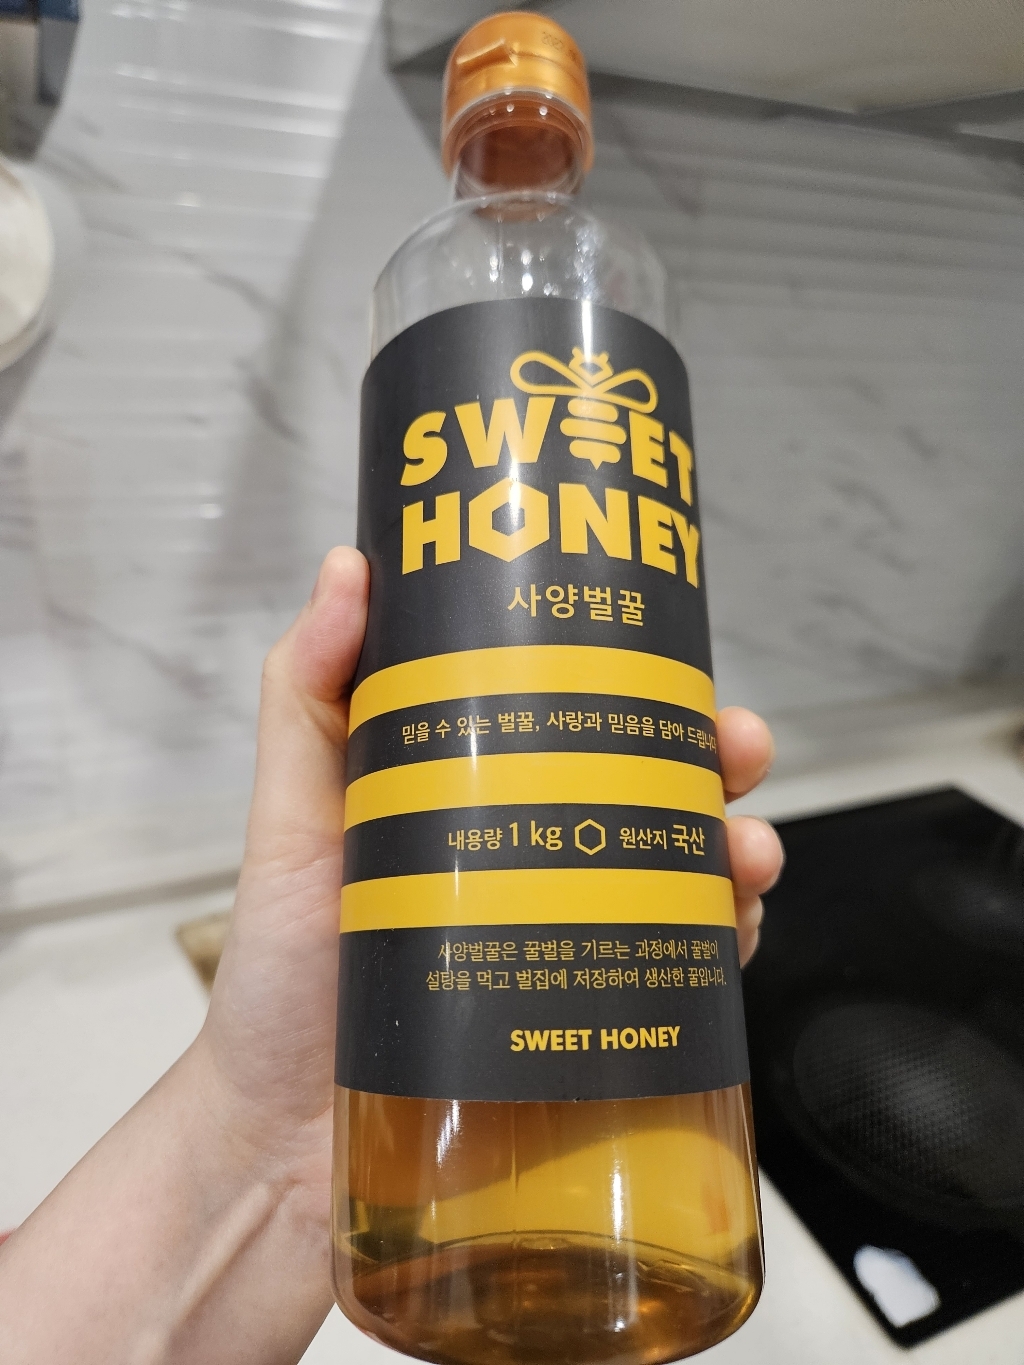 SWEET
HONEY
사양벌꿀
믿을 수 있는 벌꿀, 사랑과 믿음을 담아 드립니다
내용량 1 kg 원산지 국산
사양벌꿀은 꿀벌을 기르는 과정에서 꿀벌이
설탕을 먹고 벌집에 저장하여 생산한 꿀입니다.
SWEET HONEY